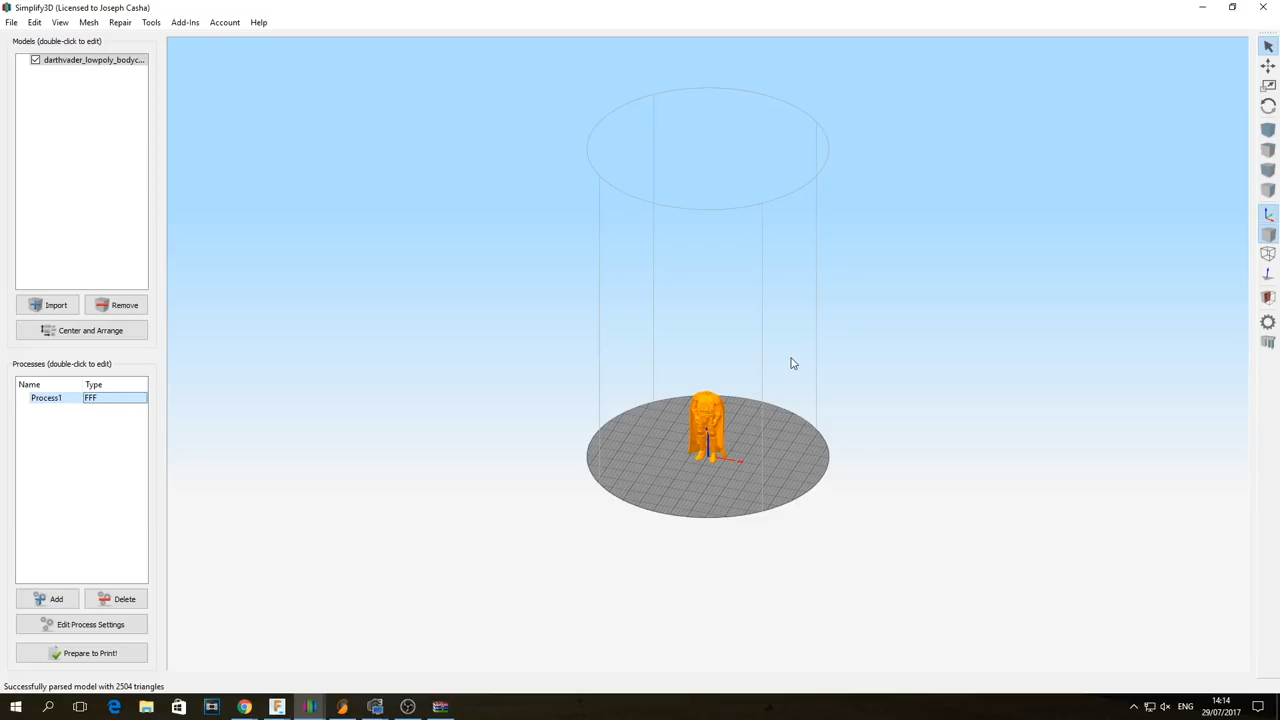 Simplify3D (Licensed to Joseph Casha)
File Edit View Mesh Repair Tools Add-Ins Account Help
Models (double-click to edit)
darthvader_lowpoly_bodyc...
Import Remove
Center and Arrange
Processes (double-click to edit)
Name Type
Process1 FFF
Add Delete
Edit Process Settings
Prepare to Print!
Successfully parsed model with 2504 triangles
ENG
14:14
29/07/2017